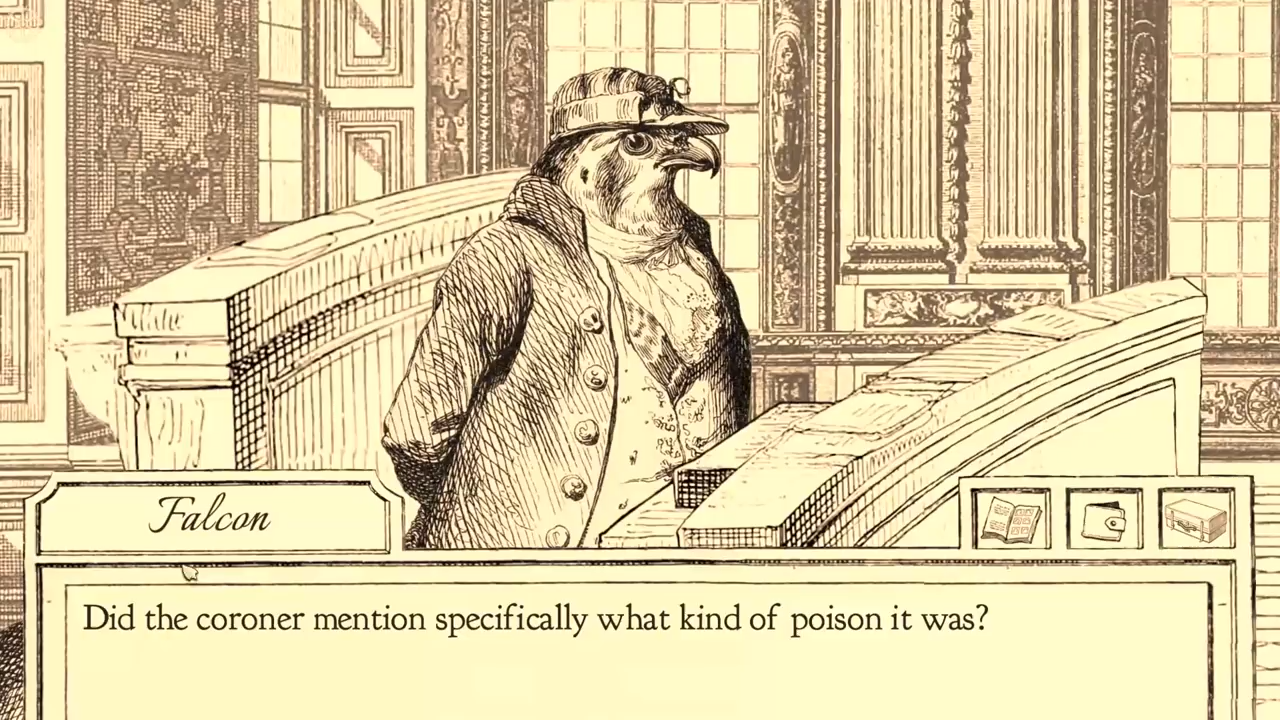 Falcon
Did the coroner mention specifically what kind of poison it was?